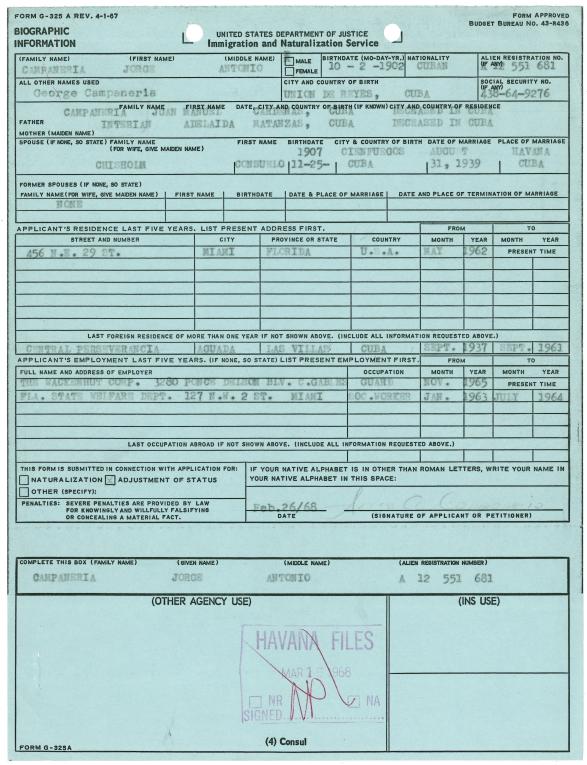 FORM G-325 A REV. 4-1-67
FORM APPROVED
BUDGET BUREAU NO. 43-R436
BIOGRAPHIC
INFORMATION
UNITED STATES DEPARTMENT OF JUSTICE
Immigration and Naturalization Service
(FAMILY NAME) (FIRST NAME) (MIDDLE NAME) MALE FEMALE BIRTHDATE (MO-DAY-YR.) NATIONALITY ALIEN REGISTRATION NO. (IF ANY)
CAMPANERIA JORGE ANTONIO 10 - 2 -1902 CUBAN A 12 551 681
ALL OTHER NAMES USED CITY AND COUNTRY OF BIRTH SOCIAL SECURITY NO. (IF ANY)
George Campaneria UNION DE REYES, CUBA 438-64-9276
FAMILY NAME FIRST NAME DATE, CITY AND COUNTRY OF BIRTH (IF KNOWN) CITY AND COUNTRY OF RESIDENCE
CAMPANERIA JUAN MANUEL CARDENAS, CUBA DECEASED IN CUBA
FATHER INTERIAN ADELAIDA MATANZAS, CUBA DECEASED IN CUBA
MOTHER (MAIDEN NAME)
SPOUSE (IF NONE, SO STATE) FAMILY NAME (FOR WIFE, GIVE MAIDEN NAME) FIRST NAME BIRTHDATE CITY & COUNTRY OF BIRTH DATE OF MARRIAGE PLACE OF MARRIAGE
1907 CIENFUEGOS AUGUST HAVANA
CHISHOLM CONSUELO 11-25- CUBA 31, 1939 CUBA
FORMER SPOUSES (IF NONE, SO STATE)
FAMILY NAME (FOR WIFE, GIVE MAIDEN NAME) FIRST NAME BIRTHDATE DATE & PLACE OF MARRIAGE DATE AND PLACE OF TERMINATION OF MARRIAGE
NONE
APPLICANT'S RESIDENCE LAST FIVE YEARS. LIST PRESENT ADDRESS FIRST. FROM TO
STREET AND NUMBER CITY PROVINCE OR STATE COUNTRY MONTH YEAR MONTH YEAR
456 N.E. 29 ST. MIAMI FLORIDA U.S.A. MAY 1962 PRESENT TIME
LAST FOREIGN RESIDENCE OF MORE THAN ONE YEAR IF NOT SHOWN ABOVE. (INCLUDE ALL INFORMATION REQUESTED ABOVE.)
CENTRAL PERSEVERANCIA AGUADA LAS VILLAS CUBA SEPT. 1937 SEPT. 1961
APPLICANT'S EMPLOYMENT LAST FIVE YEARS. (IF NONE, SO STATE) LIST PRESENT EMPLOYMENT FIRST. FROM TO
FULL NAME AND ADDRESS OF EMPLOYER OCCUPATION MONTH YEAR MONTH YEAR
THE WACKENHUT CORP. 3280 PONCE DELEON BLV. C.GABLES GUARD NOV. 1965 PRESENT TIME
FLA. STATE WELFARE DEPT. 127 N.W. 2 ST. MIAMI SOC.WORKER JAN. 1963 JULY 1964
LAST OCCUPATION ABROAD IF NOT SHOWN ABOVE. (INCLUDE ALL INFORMATION REQUESTED ABOVE.)
THIS FORM IS SUBMITTED IN CONNECTION WITH APPLICATION FOR:
NATURALIZATION X ADJUSTMENT OF STATUS
OTHER (SPECIFY):
IF YOUR NATIVE ALPHABET IS IN OTHER THAN ROMAN LETTERS, WRITE YOUR NAME IN
YOUR NATIVE ALPHABET IN THIS SPACE:
PENALTIES: SEVERE PENALTIES ARE PROVIDED BY LAW
FOR KNOWINGLY AND WILLFULLY FALSIFYING
OR CONCEALING A MATERIAL FACT.
Feb.26/68
DATE (SIGNATURE OF APPLICANT OR PETITIONER)
COMPLETE THIS BOX (FAMILY NAME) (GIVEN NAME) (MIDDLE NAME) (ALIEN REGISTRATION NUMBER)
CAMPANERIA JORGE ANTONIO A 12 551 681
(OTHER AGENCY USE) (INS USE)
HAVANA FILES
MAR 1 1968
NR NA
SIGNED
(4) Consul
FORM G-325A